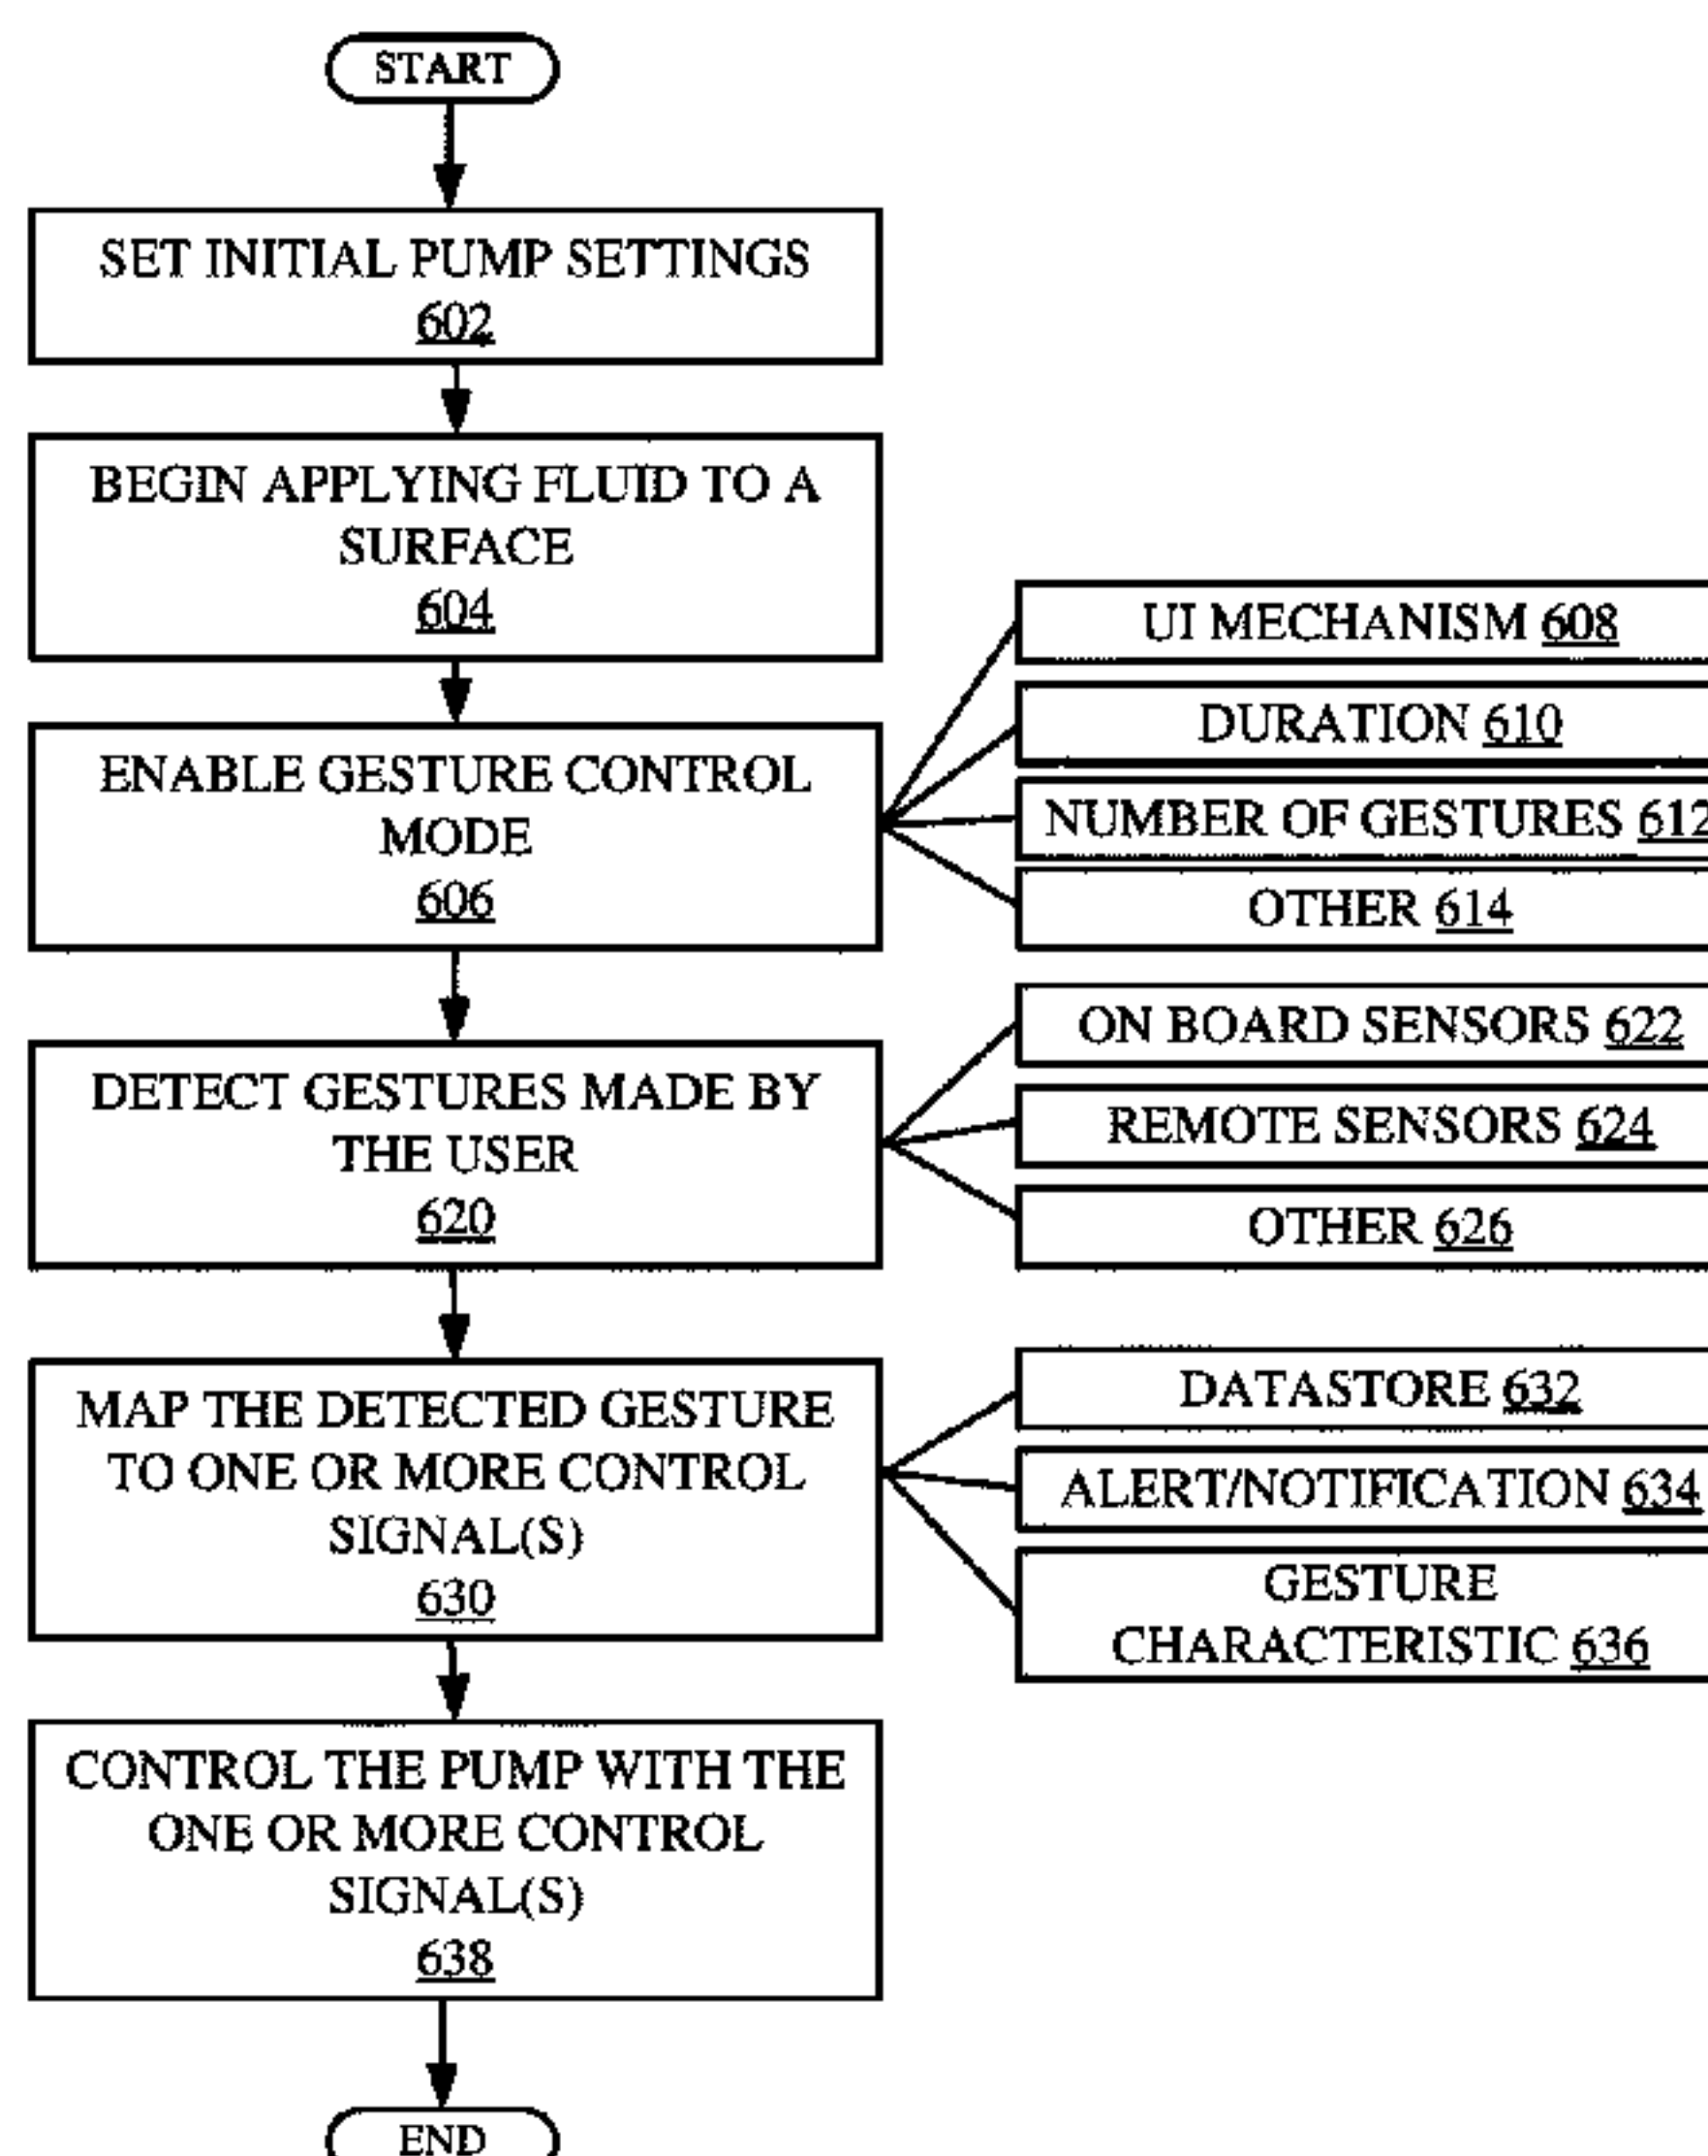 START
SET INITIAL PUMP SETTINGS
602
BEGIN APPLYING FLUID TO A
SURFACE
604
ENABLE GESTURE CONTROL
MODE
606
UI MECHANISM 608
DURATION 610
NUMBER OF GESTURES 612
OTHER 614
DETECT GESTURES MADE BY
THE USER
620
ON BOARD SENSORS 622
REMOTE SENSORS 624
OTHER 626
MAP THE DETECTED GESTURE
TO ONE OR MORE CONTROL
SIGNAL(S)
630
DATASTORE 632
ALERT/NOTIFICATION 634
GESTURE
CHARACTERISTIC 636
CONTROL THE PUMP WITH THE
ONE OR MORE CONTROL
SIGNAL(S)
638
END